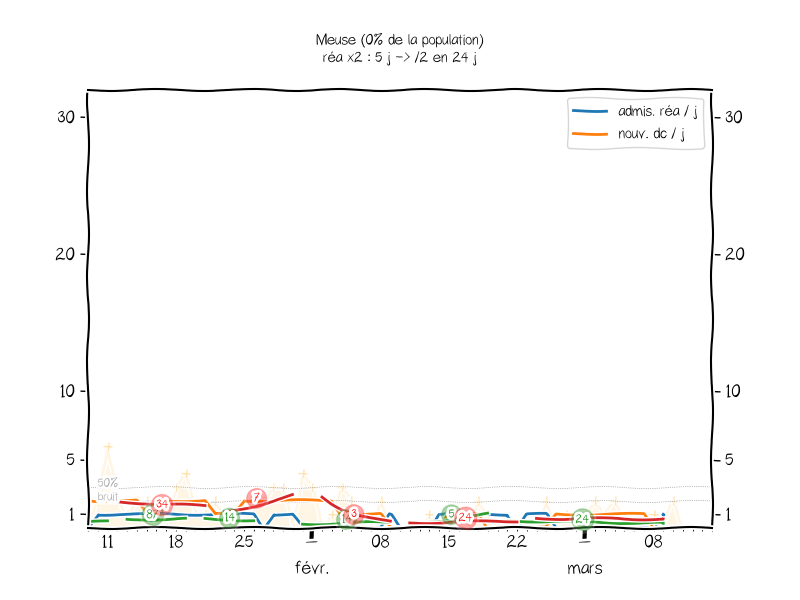 Meuse (0% de la population)
réa x2 : 5 j -> /2 en 24 j
admis. réa / j
nouv. dc / j
30 30
20 20
10 10
5 5
1 1
50%
bruit
34 7 3 5 24
14 24
11 18 25 1 08 15 22 1 08
févr. mars